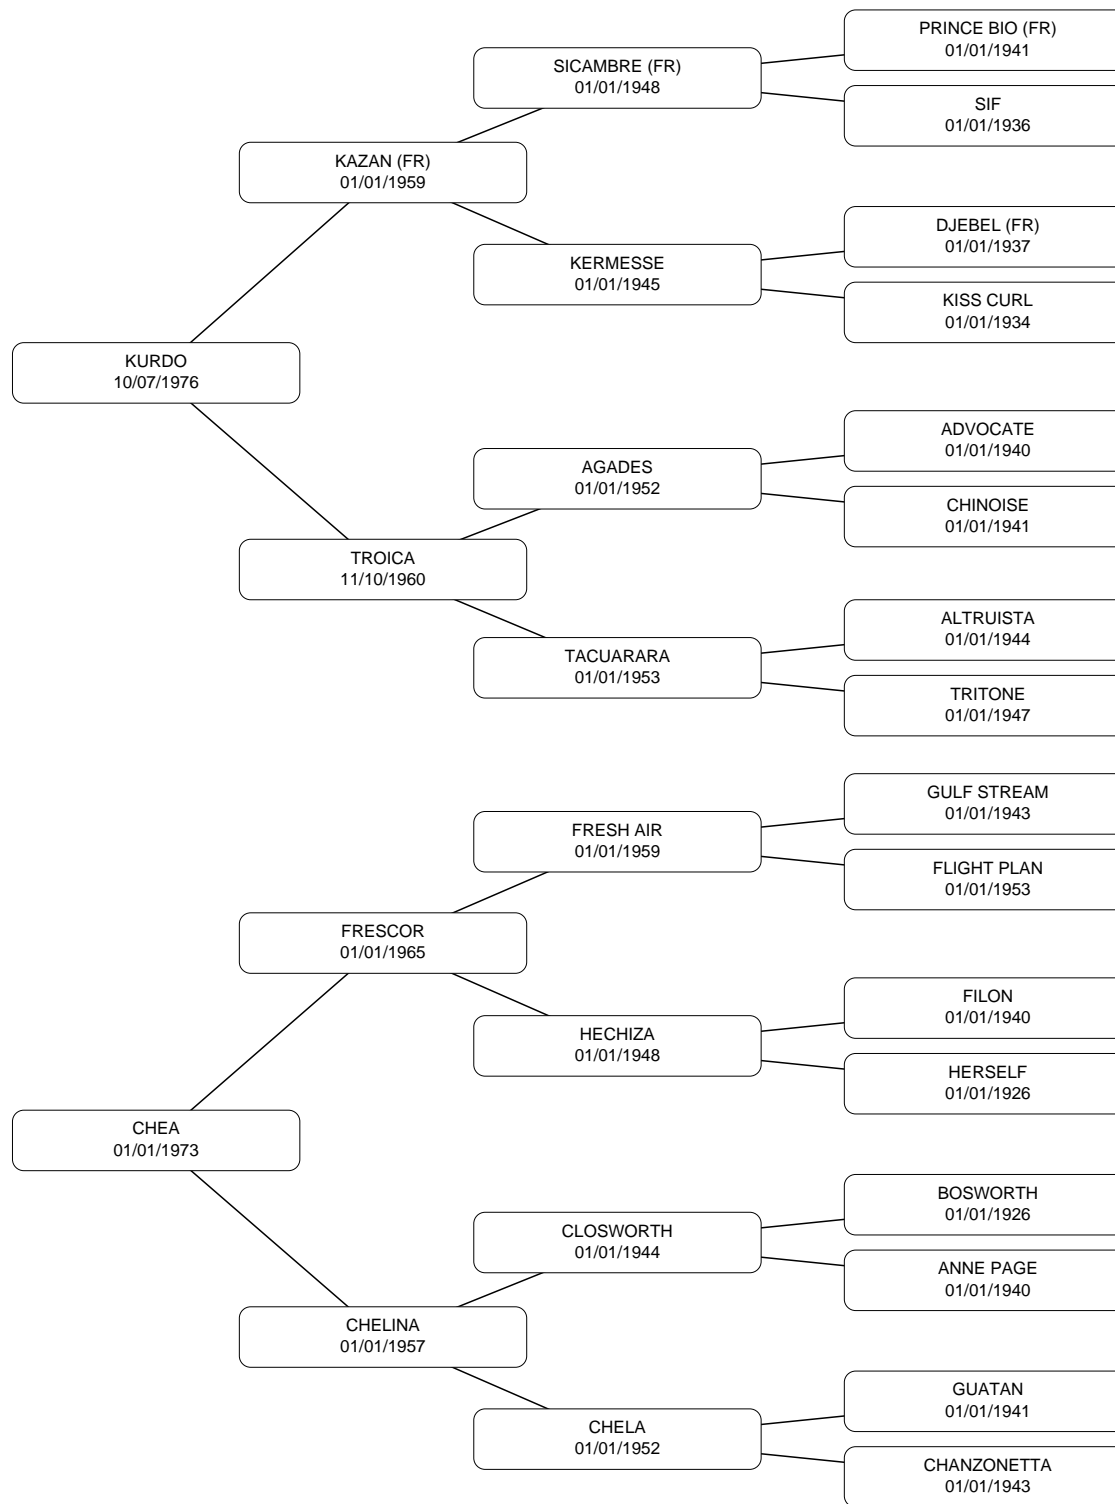 PRINCE BIO (FR)
01/01/1941
SICAMBRE (FR)
01/01/1948
SIF
01/01/1936
KAZAN (FR)
01/01/1959
DJEBEL (FR)
01/01/1937
KERMESSE
01/01/1945
KISS CURL
01/01/1934
KURDO
10/07/1976
ADVOCATE
01/01/1940
AGADES
01/01/1952
CHINOISE
01/01/1941
TROICA
11/10/1960
ALTRUISTA
01/01/1944
TACUARARA
01/01/1953
TRITONE
01/01/1947
GULF STREAM
01/01/1943
FRESH AIR
01/01/1959
FLIGHT PLAN
01/01/1953
FRESCOR
01/01/1965
FILON
01/01/1940
HECHIZA
01/01/1948
HERSELF
01/01/1926
CHEA
01/01/1973
BOSWORTH
01/01/1926
CLOSWORTH
01/01/1944
ANNE PAGE
01/01/1940
CHELINA
01/01/1957
GUATAN
01/01/1941
CHELA
01/01/1952
CHANZONETTA
01/01/1943